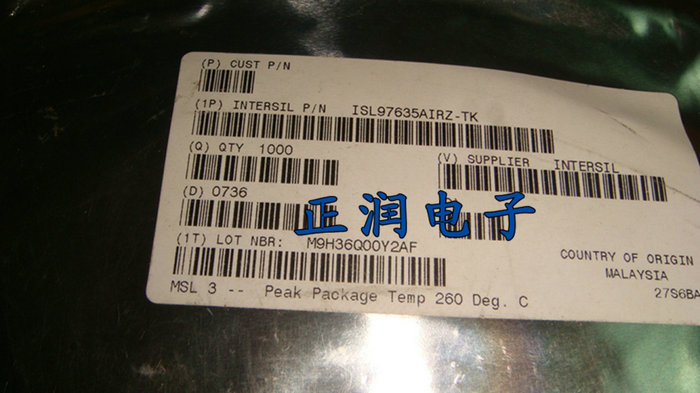 (P) CUST P/N
(1P) INTERSIL P/N ISL97635AIRZ-TK
(Q) QTY 1000
(V) SUPPLIER INTERSIL
(D) 0736
正润电子
(1T) LOT NBR: M9H36Q00Y2AF
COUNTRY OF ORIGIN
MALAYSIA
MSL 3 -- Peak Package Temp 260 Deg. C
27S6BA